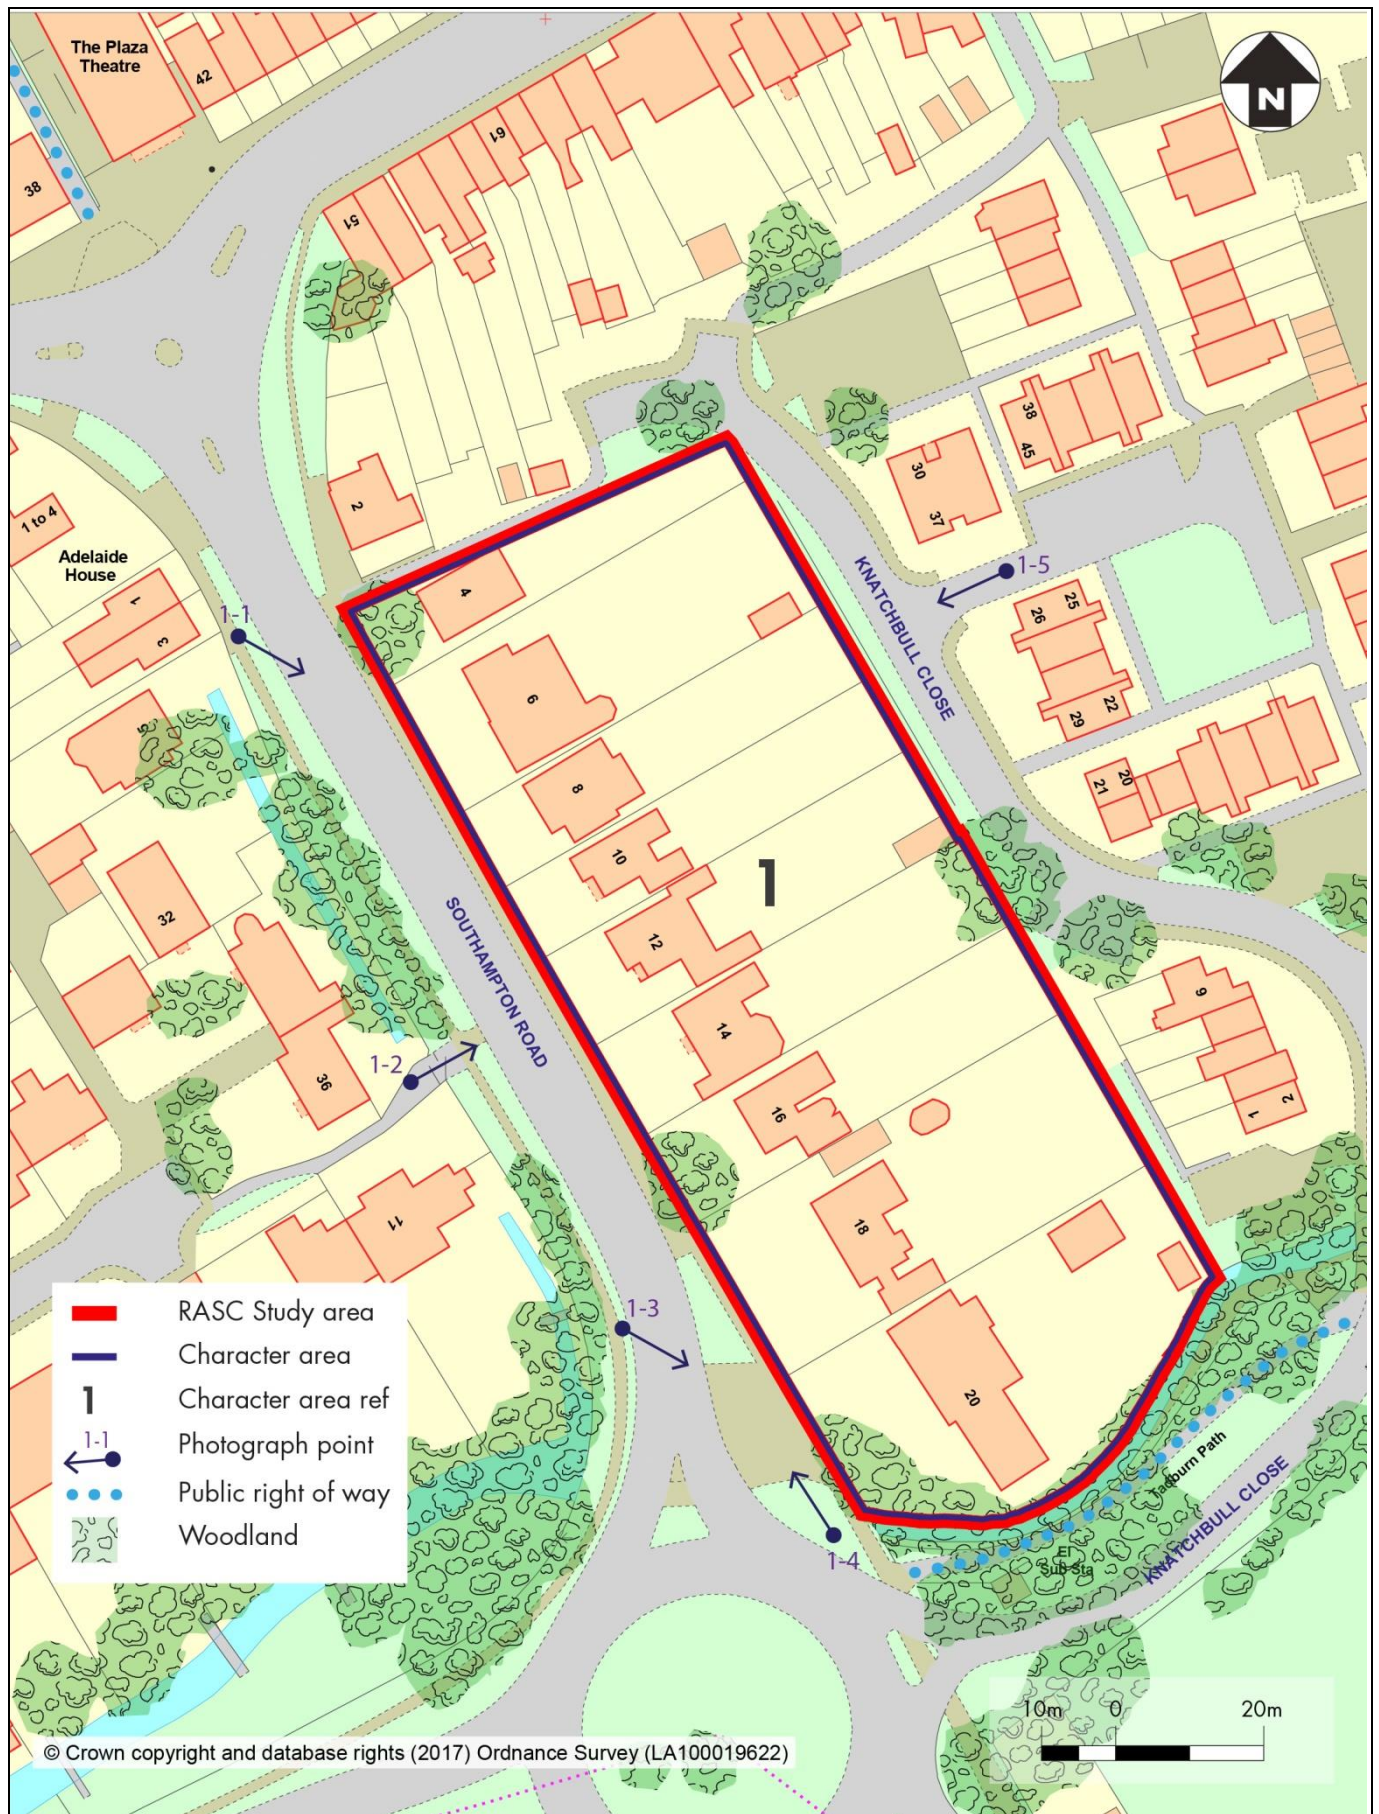 The Plaza
Theatre
42
61
N
38
51
2
38
45
30
37
1 to 4
Adelaide
House
1
3
1-1
4
KNATCHBULL CLOSE
1-5
25
26
22
29
5
6
8
20
21
10
1
32
12
SOUTHAMPTON ROAD
14
9
1-2
36
16
2
1
11
18
1-3
20
RASC Study area
Character area
1
Character area ref
1-1
Photograph point
Public right of way
Woodland
Tadburn Path
KNATCHBULL CLOSE
1-4
El
Sub Sta
10m 0 20m
© Crown copyright and database rights (2017) Ordnance Survey (LA100019622)